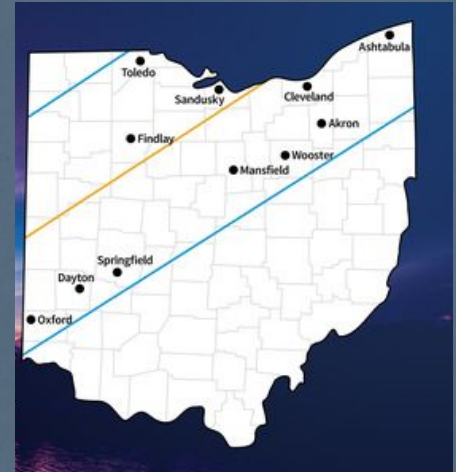 Ashtabula
Toledo
Sandusky
Cleveland
Akron
Findlay
Wooster
Mansfield
Springfield
Dayton
Oxford